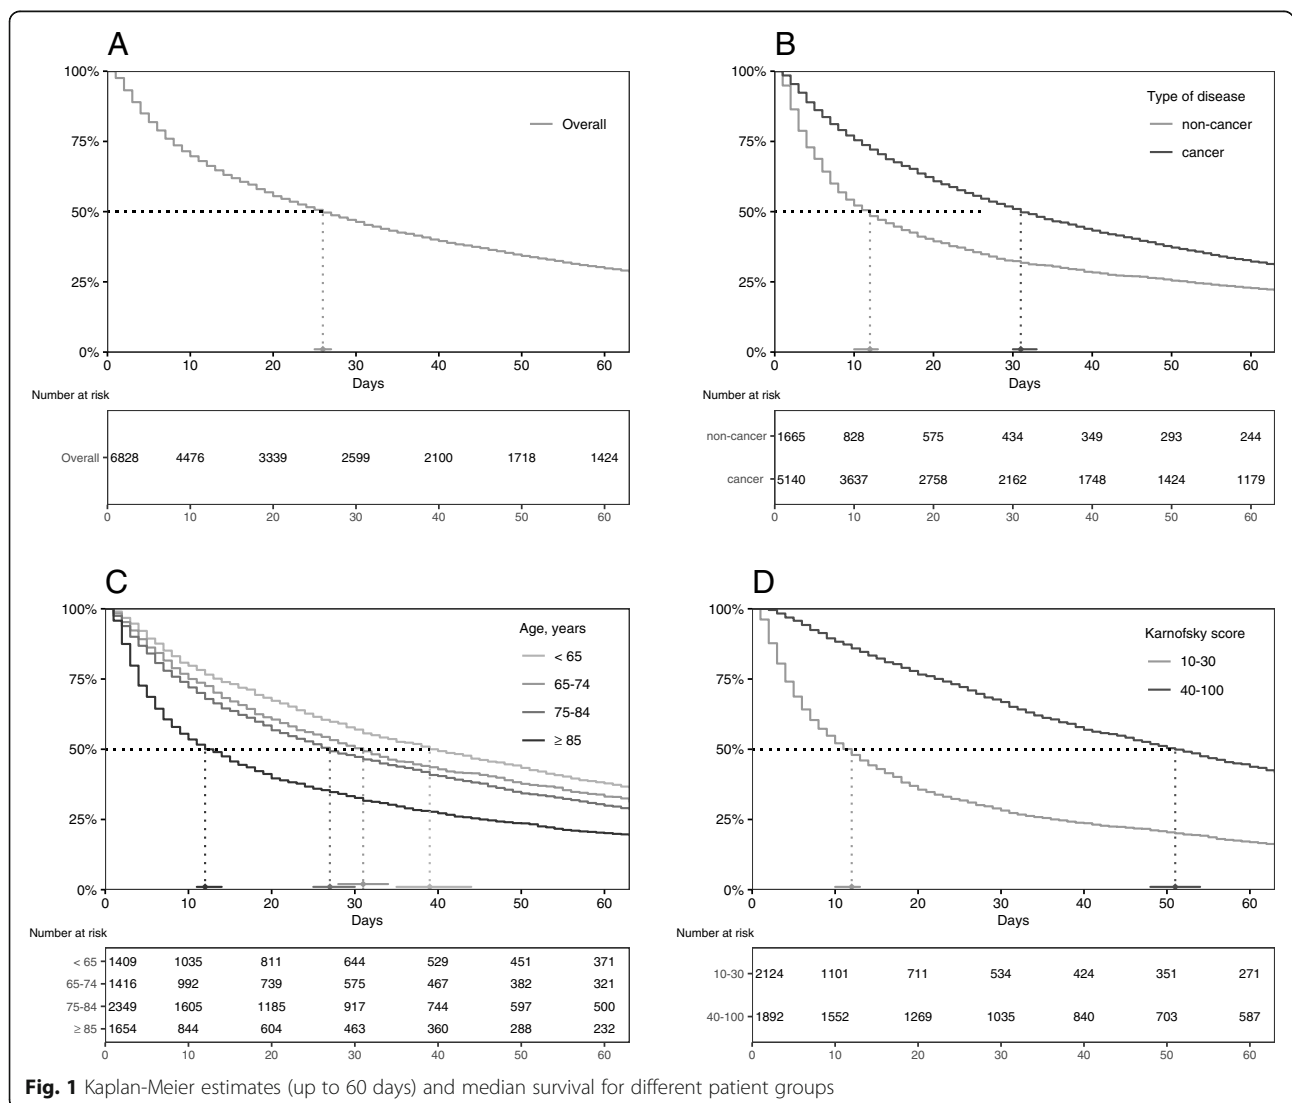 A
100%
75%
50%
25%
0%
Overall
0 10 20 30 40 50 60
Days
Number at risk
Overall 6828 4476 3339 2599 2100 1718 1424
0 10 20 30 40 50 60
B
100%
75%
50%
25%
0%
Type of disease
non-cancer
cancer
0 10 20 30 40 50 60
Days
Number at risk
non-cancer 1665 828 575 434 349 293 244
cancer 5140 3637 2758 2162 1748 1424 1179
0 10 20 30 40 50 60
C
100%
75%
50%
25%
0%
Age, years
< 65
65-74
75-84
≥ 85
0 10 20 30 40 50 60
Days
Number at risk
< 65 1409 1035 811 644 529 451 371
65-74 1416 992 739 575 467 382 321
75-84 2349 1605 1185 917 744 597 500
≥ 85 1654 844 604 463 360 288 232
0 10 20 30 40 50 60
D
100%
75%
50%
25%
0%
Karnofsky score
10-30
40-100
0 10 20 30 40 50 60
Days
Number at risk
10-30 2124 1101 711 534 424 351 271
40-100 1892 1552 1269 1035 840 703 587
0 10 20 30 40 50 60
Fig. 1 Kaplan-Meier estimates (up to 60 days) and median survival for different patient groups